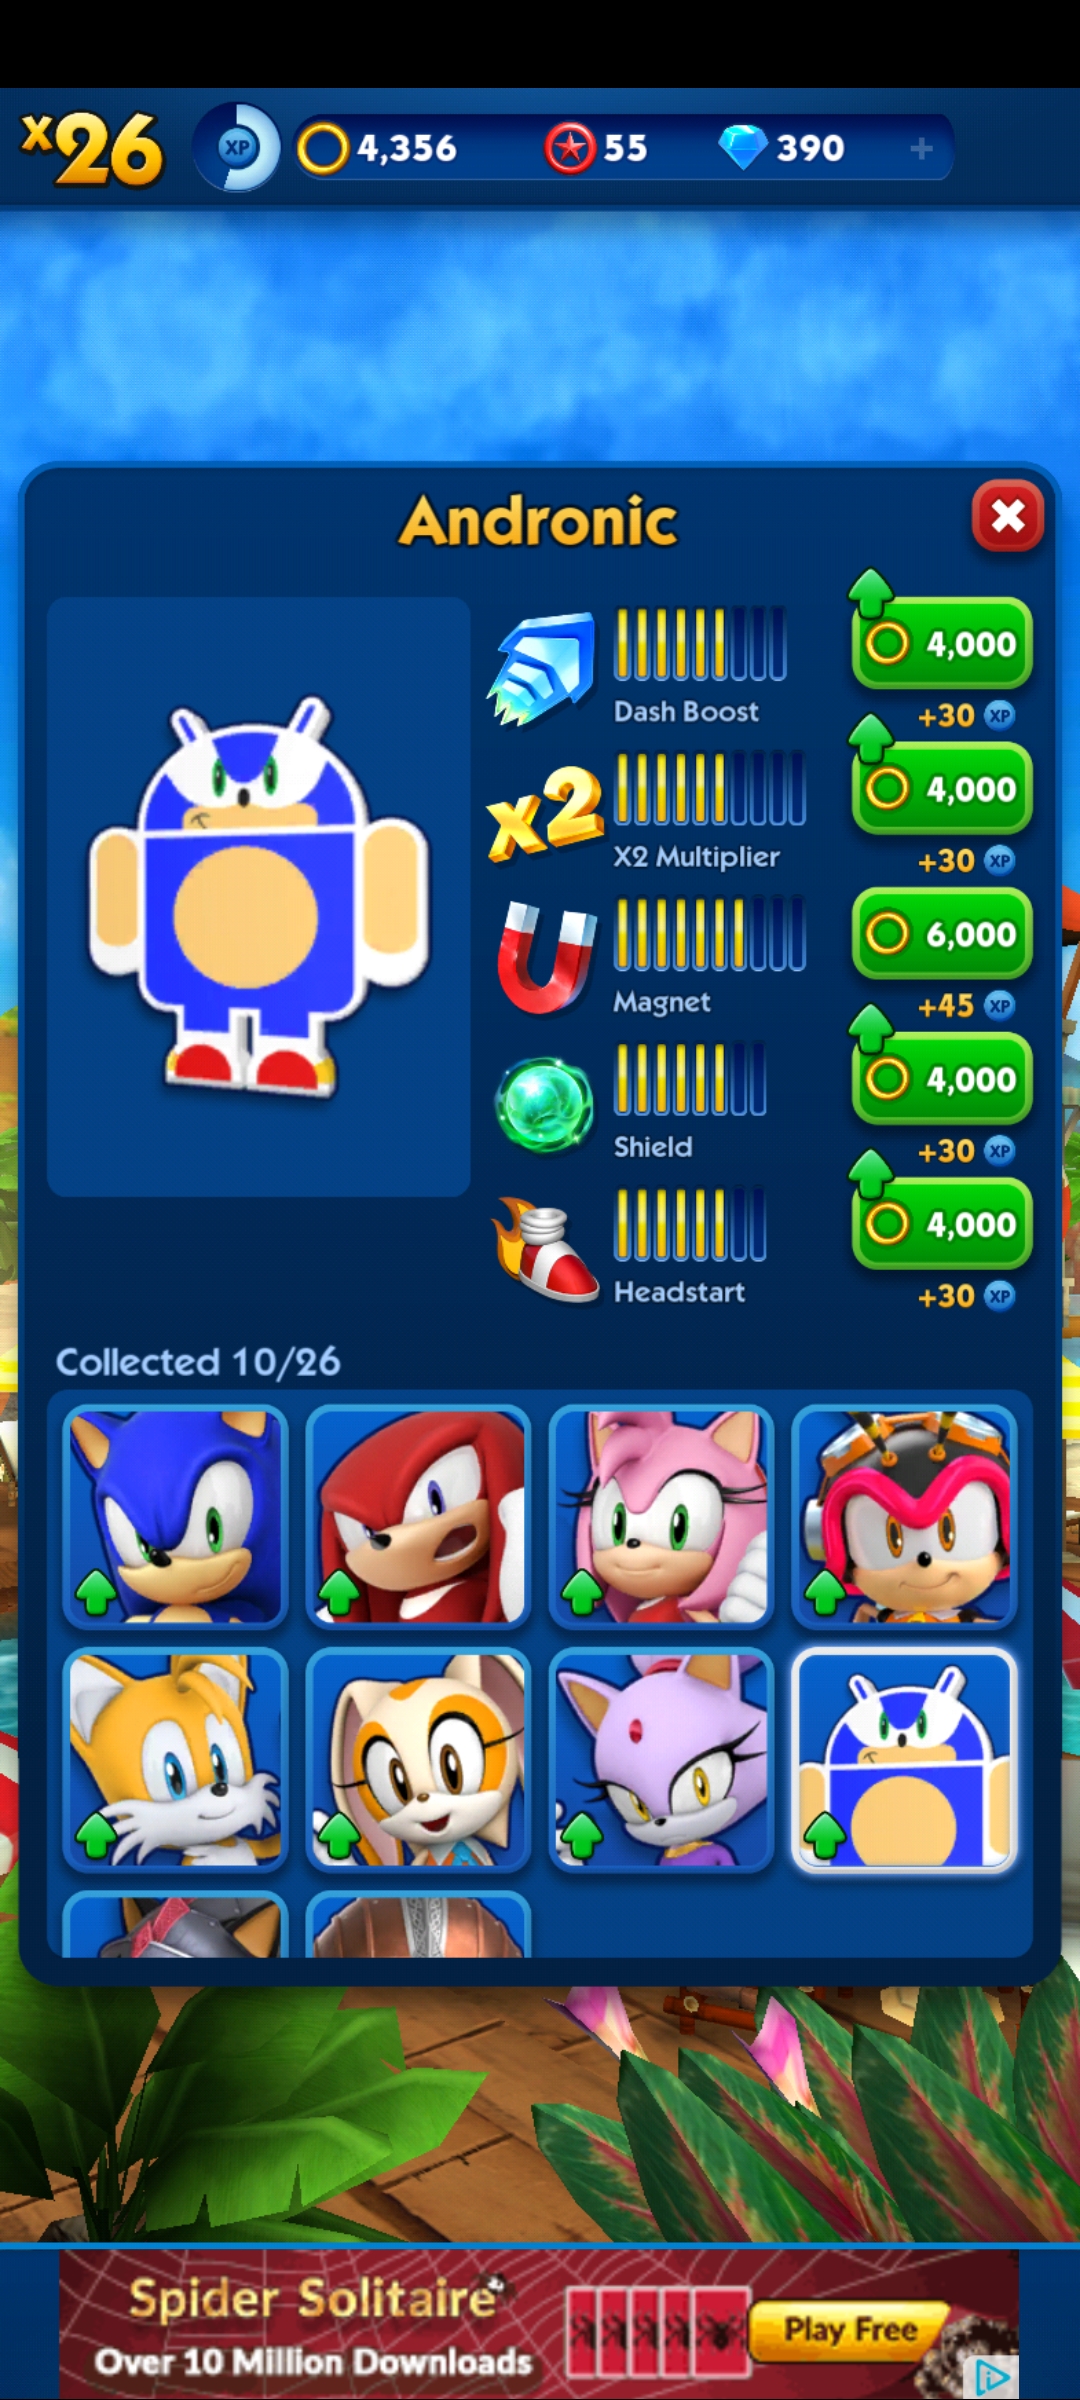 x26
XP
4,356
55
390
+
Andronic
4,000
Dash Boost
+30 XP
x2
4,000
X2 Multiplier
+30 XP
6,000
Magnet
+45 XP
4,000
Shield
+30 XP
4,000
Headstart
+30 XP
Collected 10/26
Spider Solitaire
Over 10 Million Downloads
Play Free